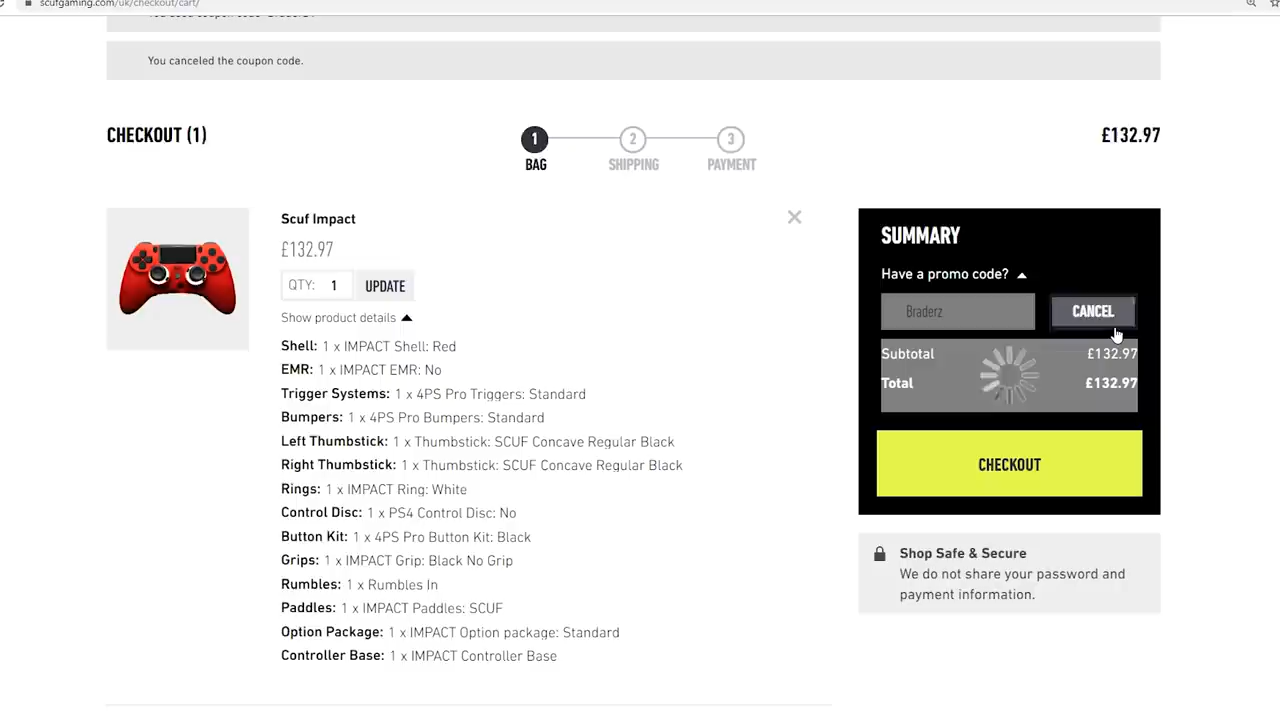 scufgaming.com/uk/checkout/cart/
You canceled the coupon code.
CHECKOUT (1)
1
2
3
BAG
SHIPPING
PAYMENT
£132.97
Scuf Impact
£132.97
QTY: 1
UPDATE
Show product details
Shell: 1 x IMPACT Shell: Red
EMR: 1 x IMPACT EMR: No
Trigger Systems: 1 x 4PS Pro Triggers: Standard
Bumpers: 1 x 4PS Pro Bumpers: Standard
Left Thumbstick: 1 x Thumbstick: SCUF Concave Regular Black
Right Thumbstick: 1 x Thumbstick: SCUF Concave Regular Black
Rings: 1 x IMPACT Ring: White
Control Disc: 1 x PS4 Control Disc: No
Button Kit: 1 x 4PS Pro Button Kit: Black
Grips: 1 x IMPACT Grip: Black No Grip
Rumbles: 1 x Rumbles In
Paddles: 1 x IMPACT Paddles: SCUF
Option Package: 1 x IMPACT Option package: Standard
Controller Base: 1 x IMPACT Controller Base
SUMMARY
Have a promo code?
Braderz
CANCEL
Subtotal £132.97
Total £132.97
CHECKOUT
Shop Safe & Secure
We do not share your password and
payment information.